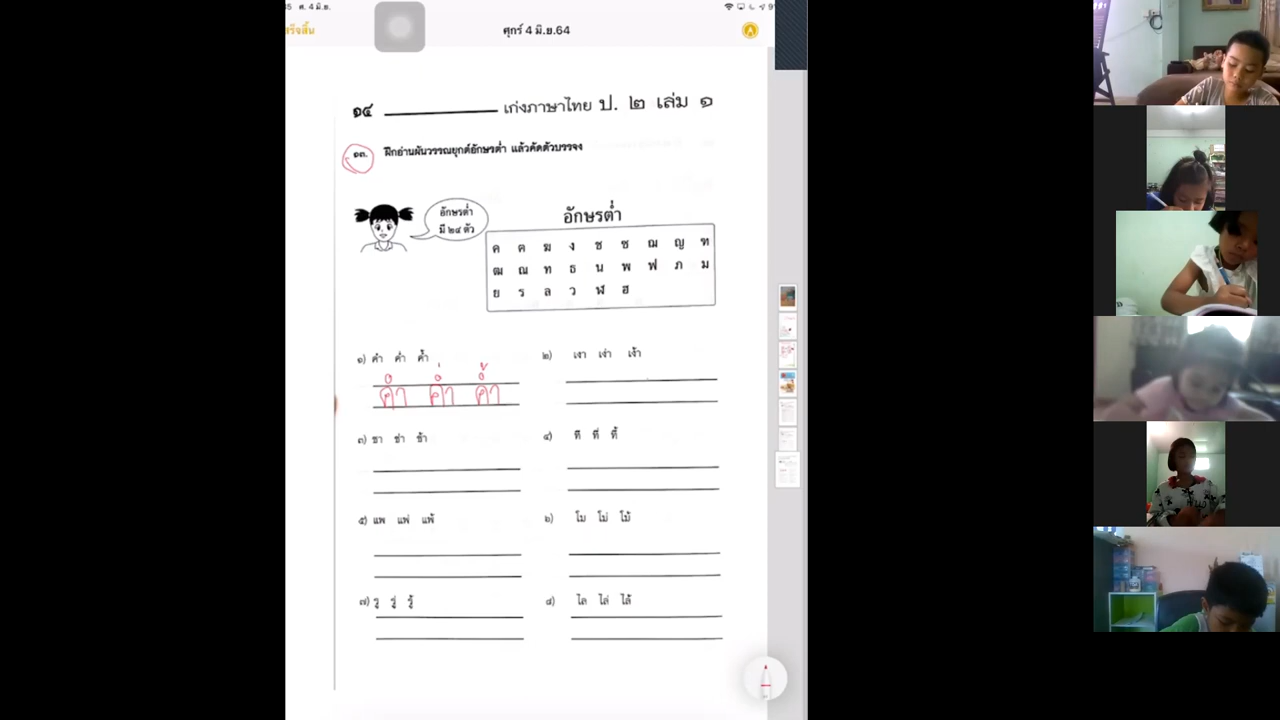 ศ. 4 มิ.ย.
ศุกร์ 4 มิ.ย.64
A
๑๔ เก่งภาษาไทย ป. ๒ เล่ม ๑
๑๓. ฝึกอ่านผันวรรณยุกต์อักษรต่ำ แล้วคัดตัวบรรจง
อักษรต่ำ
มี ๒๔ ตัว
อักษรต่ำ
ค ฅ ฆ ง ช ซ ฌ ญ ฑ
ฒ ณ ท ธ น พ ฟ ภ ม
ย ร ล ว ฬ ฮ
๑) คำ ค่ำ ค้ำ
คำ ค่ำ ค้ำ
๒) เงา เง่า เง้า
๓) ชา ช่า ช้า
๔) ที ที่ ที้
๕) แพ แพ่ แพ้
๖) โม โม่ โม้
๗) รู รู่ รู้
๘) ไล ไล่ ไล้